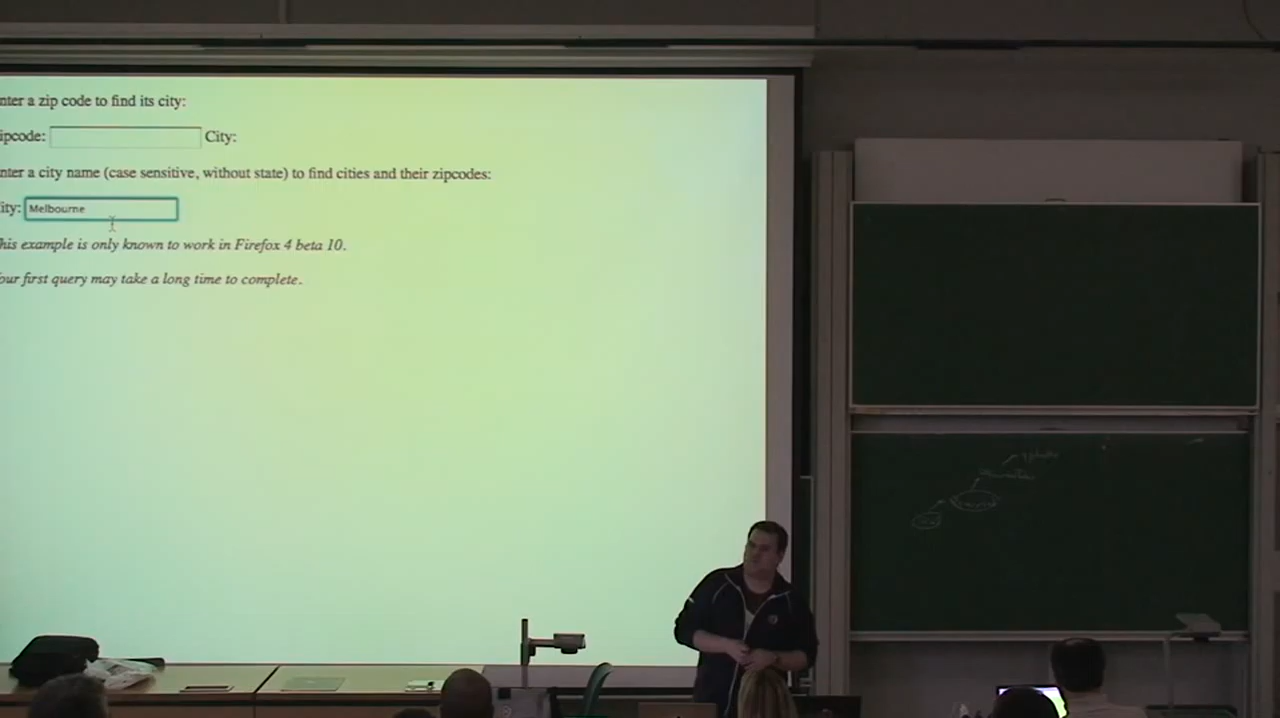 nter a zip code to find its city:
ipcode: City:
nter a city name (case sensitive, without state) to find cities and their zipcodes:
ity: Melbourne
his example is only known to work in Firefox 4 beta 10.
our first query may take a long time to complete.